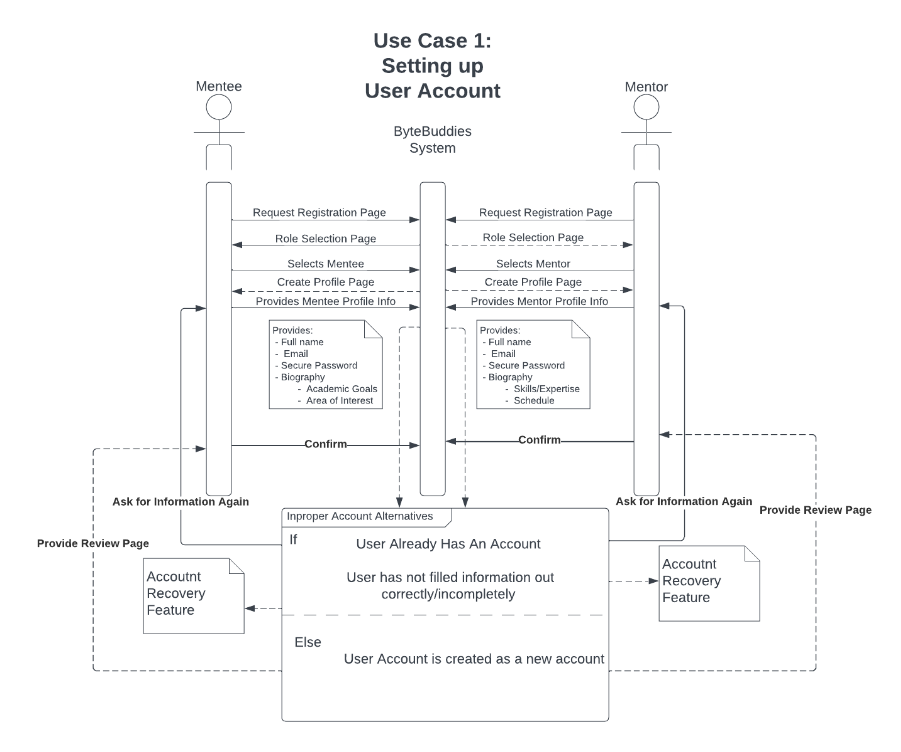 Use Case 1:
Setting up
User Account
Mentee
Mentor
ByteBuddies
System
Request Registration Page
Request Registration Page
Role Selection Page
Role Selection Page
Selects Mentee
Selects Mentor
Create Profile Page
Create Profile Page
Provides Mentee Profile Info
Provides Mentor Profile Info
Provides:
- Full name
- Email
- Secure Password
- Biography
- Academic Goals
- Area of Interest
Provides:
- Full name
- Email
- Secure Password
- Biography
- Skills/Expertise
- Schedule
Confirm
Confirm
Ask for Information Again
Ask for Information Again
Provide Review Page
Provide Review Page
Inproper Account Alternatives
If
User Already Has An Account
User has not filled information out
correctly/incompletely
Accoutnt
Recovery
Feature
Accoutnt
Recovery
Feature
Else
User Account is created as a new account